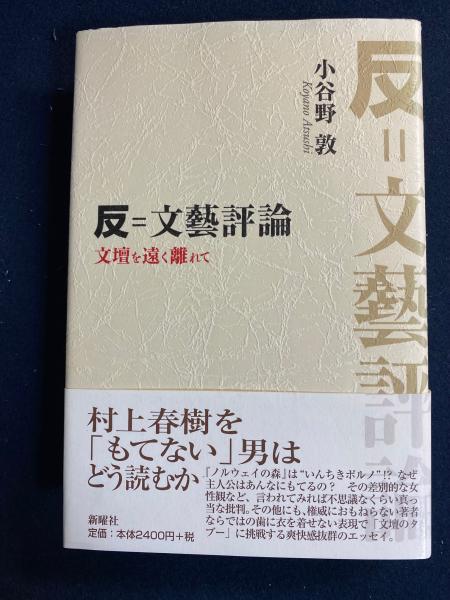 反=文藝評論
小谷野 敦
Koyano Atsushi
反=文藝評論
文壇を遠く離れて
村上春樹を
「もてない」男は
どう読むか
『ノルウェイの森』は“いんちきポルノ”!? なぜ
主人公はあんなにもてるの? その差別的な女
性観など、言われてみれば不思議なくらい真っ
当な批判。その他にも、権威におもねらない著者
ならではの歯に衣を着せない表現で「文壇のタ
ブー」に挑戦する爽快感抜群のエッセイ。
新曜社
定価:本体2400円+税